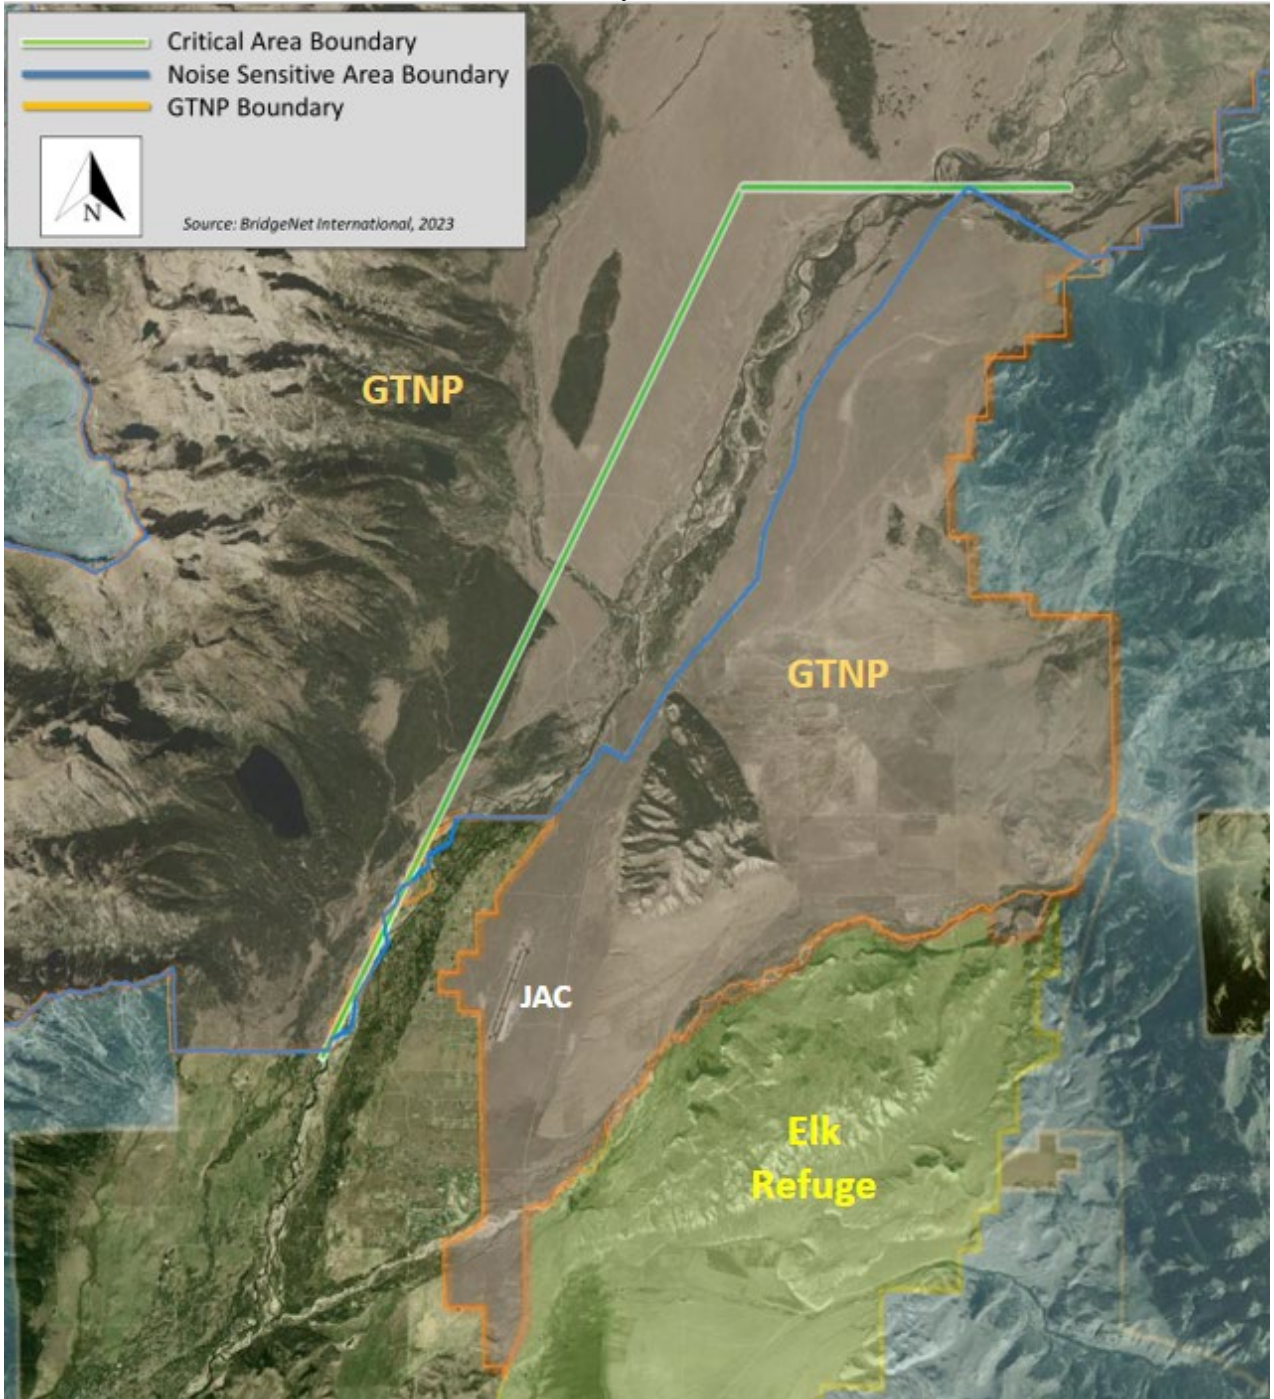 Critical Area Boundary
Noise Sensitive Area Boundary
GTNP Boundary
N
Source: BridgeNet International, 2023
GTNP
GTNP
JAC
Elk
Refuge